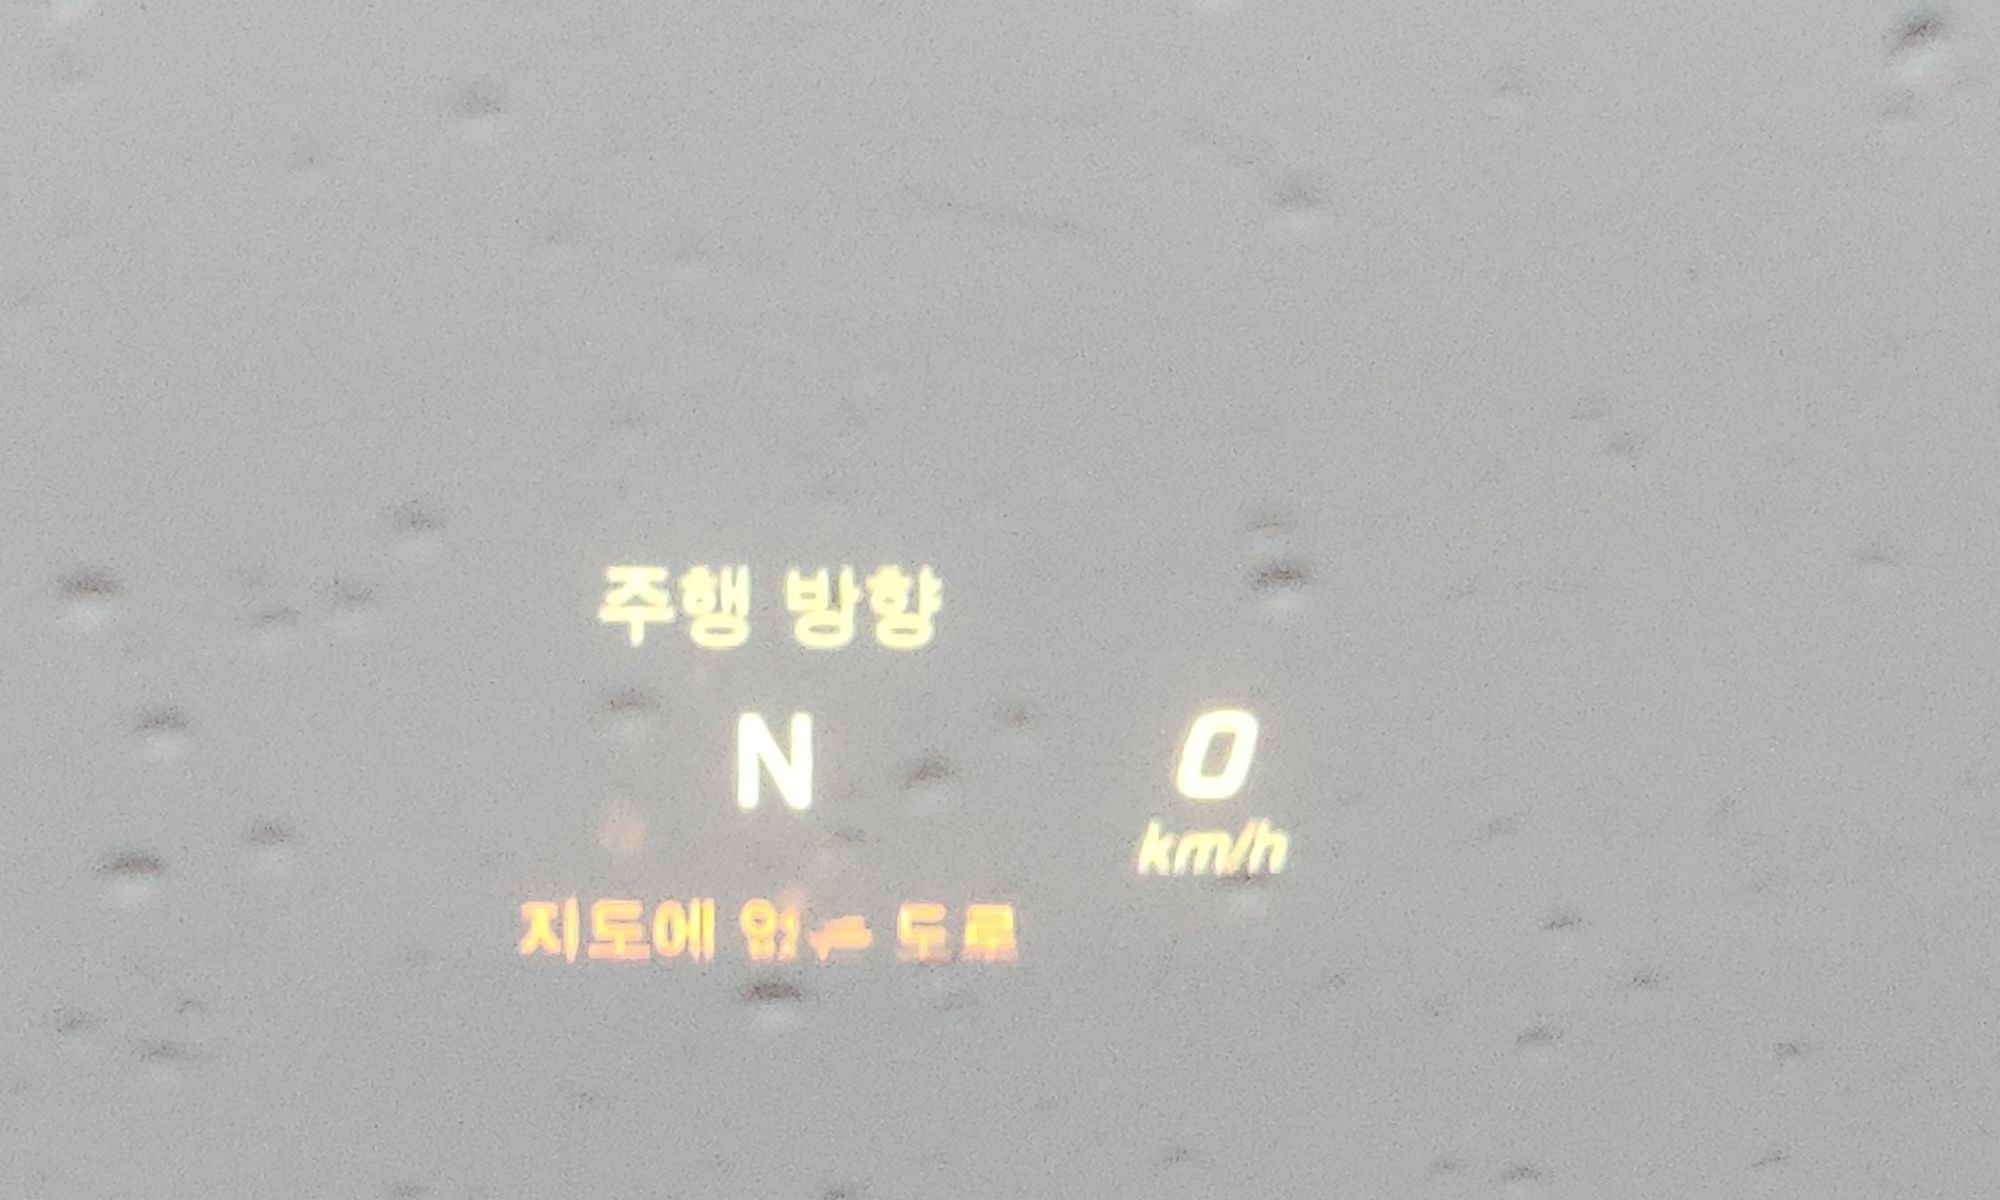 주행 방향
N
0
km/h
지도에 없는 도로